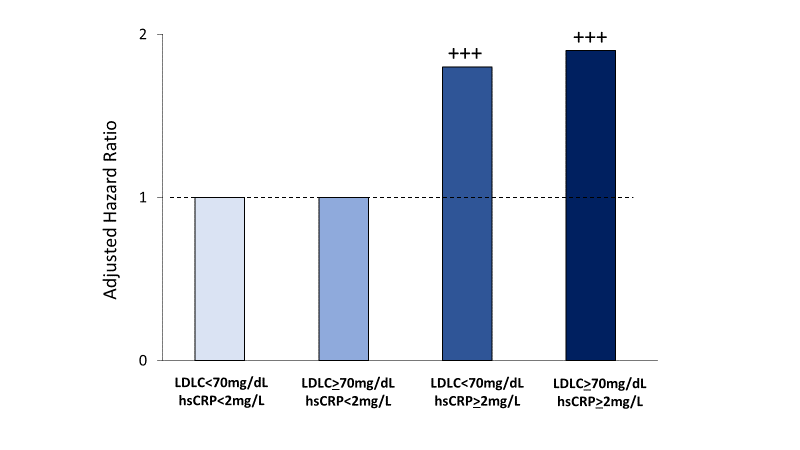 2
+++
+++
Adjusted Hazard Ratio
1
0
LDLC<70mg/dL
hsCRP<2mg/L
LDLC≥70mg/dL
hsCRP<2mg/L
LDLC<70mg/dL
hsCRP≥2mg/L
LDLC≥70mg/dL
hsCRP≥2mg/L